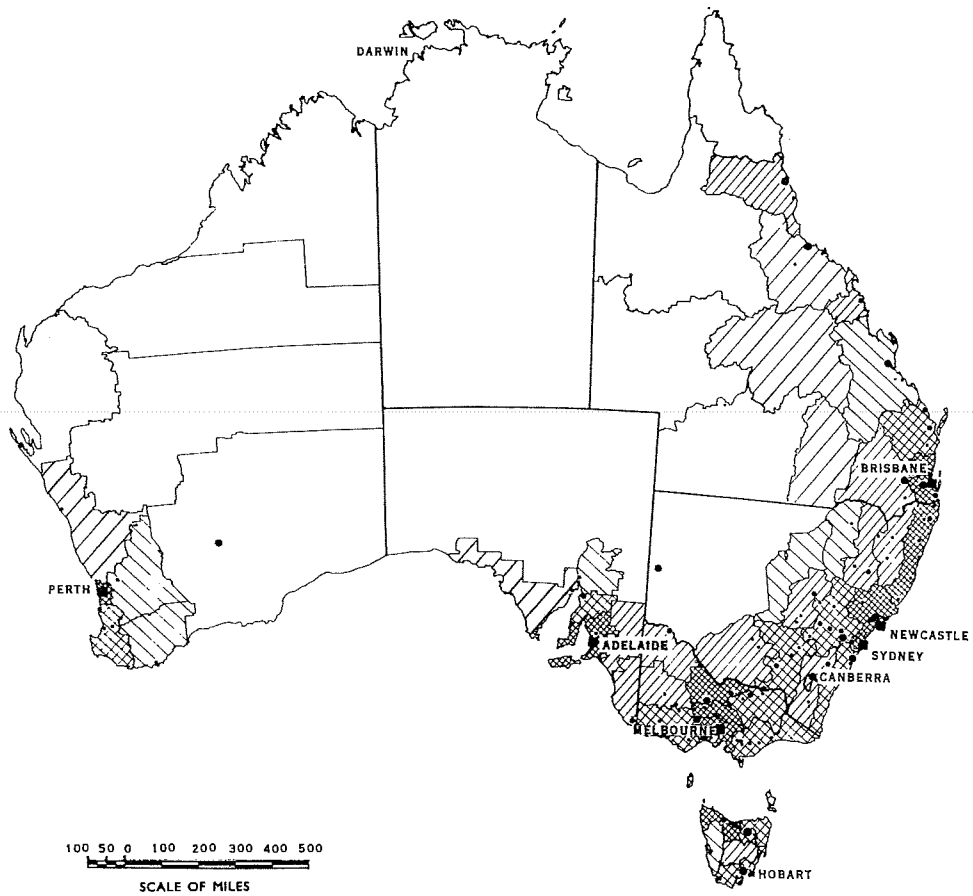 DARWIN
BRISBANE
PERTH
NEWCASTLE
ADELAIDE
SYDNEY
CANBERRA
MELBOURNE
100 50 0 100 200 300 400 500
SCALE OF MILES
HOBART